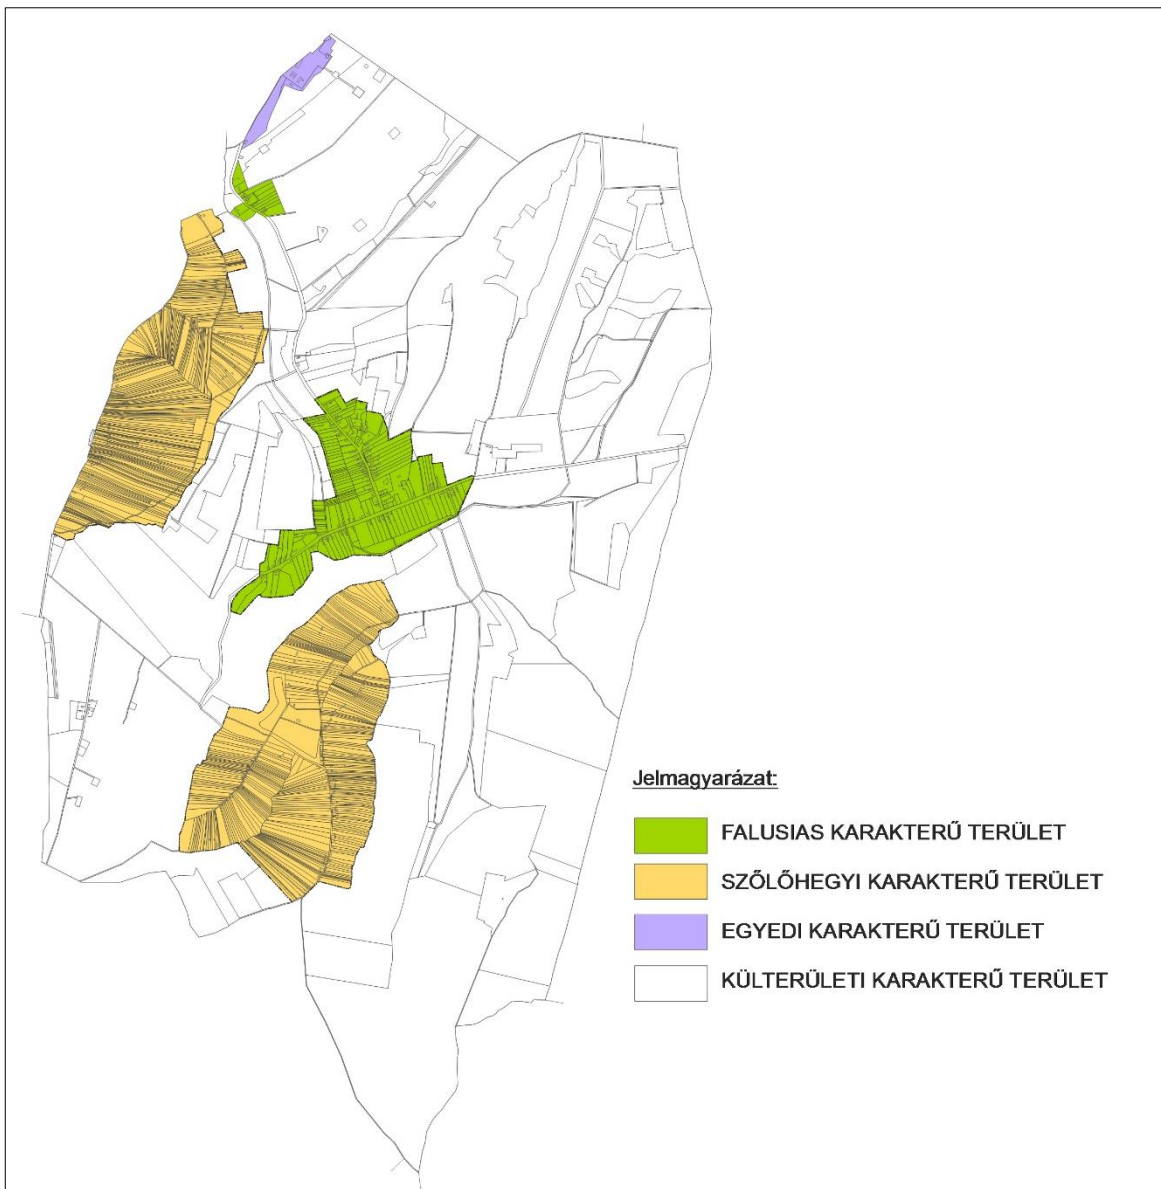 Jelmagyarázat:
FALUSIAS KARAKTERŰ TERÜLET
SZŐLŐHEGYI KARAKTERŰ TERÜLET
EGYEDI KARAKTERŰ TERÜLET
KÜLTERÜLETI KARAKTERŰ TERÜLET